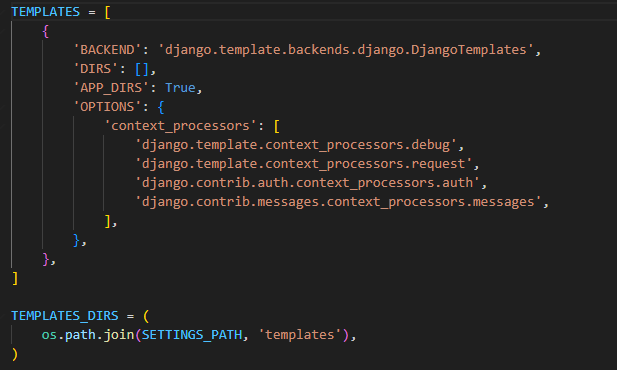 TEMPLATES = [
    {
        'BACKEND': 'django.template.backends.django.DjangoTemplates',
        'DIRS': [],
        'APP_DIRS': True,
        'OPTIONS': {
            'context_processors': [
                'django.template.context_processors.debug',
                'django.template.context_processors.request',
                'django.contrib.auth.context_processors.auth',
                'django.contrib.messages.context_processors.messages',
            ],
        },
    },
]

TEMPLATES_DIRS = (
    os.path.join(SETTINGS_PATH, 'templates'),
)